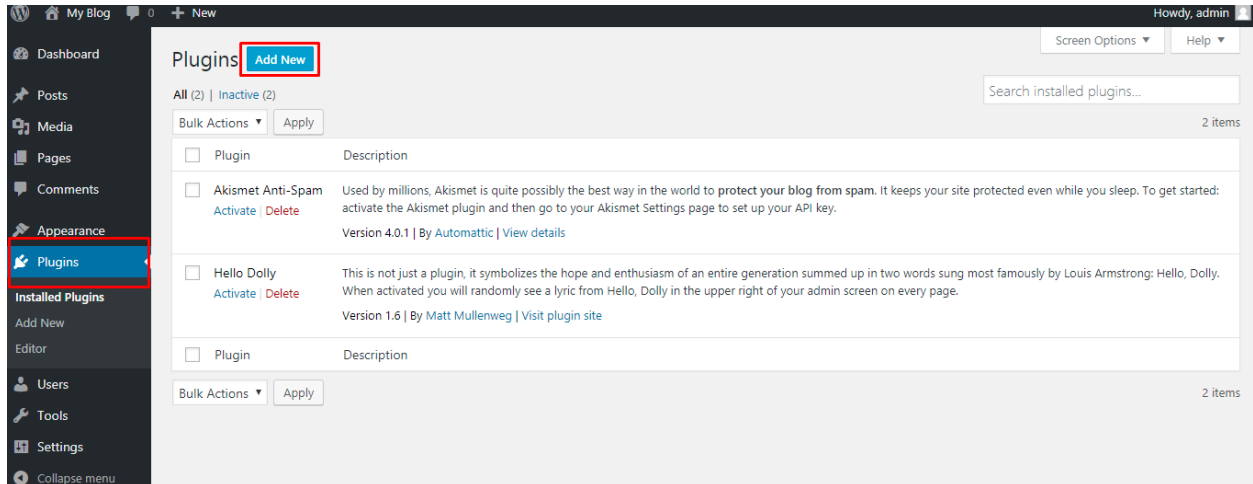 My Blog 0 + New Howdy, admin
Screen Options ▼ Help ▼
Dashboard
Posts
Media
Pages
Comments
Appearance
Plugins
Installed Plugins
Add New
Editor
Users
Tools
Settings
Collapse menu
Plugins Add New
All (2) | Inactive (2)
Search installed plugins...
Bulk Actions ▼ Apply 2 items
Plugin Description
Akismet Anti-Spam
Activate | Delete
Used by millions, Akismet is quite possibly the best way in the world to protect your blog from spam. It keeps your site protected even while you sleep. To get started:
activate the Akismet plugin and then go to your Akismet Settings page to set up your API key.
Version 4.0.1 | By Automattic | View details
Hello Dolly
Activate | Delete
This is not just a plugin, it symbolizes the hope and enthusiasm of an entire generation summed up in two words sung most famously by Louis Armstrong: Hello, Dolly.
When activated you will randomly see a lyric from Hello, Dolly in the upper right of your admin screen on every page.
Version 1.6 | By Matt Mullenweg | Visit plugin site
Plugin Description
Bulk Actions ▼ Apply 2 items